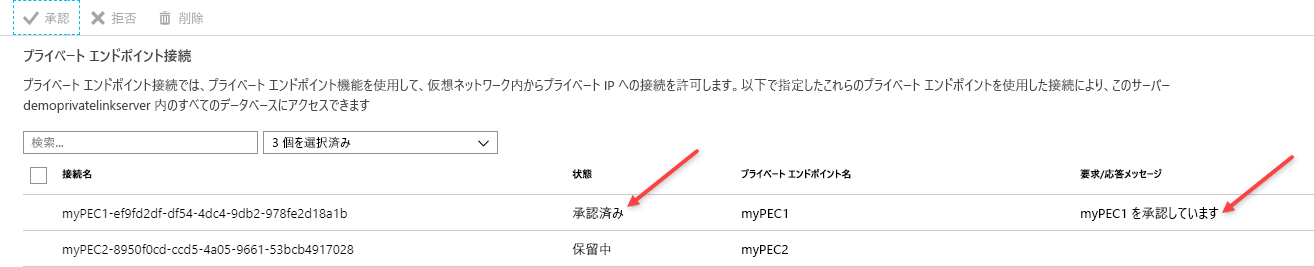 承認 拒否 削除
プライベート エンドポイント接続
プライベート エンドポイント接続では、プライベート エンドポイント機能を使用して、仮想ネットワーク内からプライベート IP への接続を許可します。以下で指定したこれらのプライベート エンドポイントを使用した接続により、このサーバー
demoprivatelinkserver 内のすべてのデータベースにアクセスできます
検索... 3 個を選択済み
接続名 状態 プライベート エンドポイント名 要求/応答メッセージ
myPEC1-ef9fd2df-df54-4dc4-9db2-978fe2d18a1b 承認済み myPEC1 myPEC1 を承認しています
myPEC2-8950f0cd-ccd5-4a05-9661-53bcb4917028 保留中 myPEC2